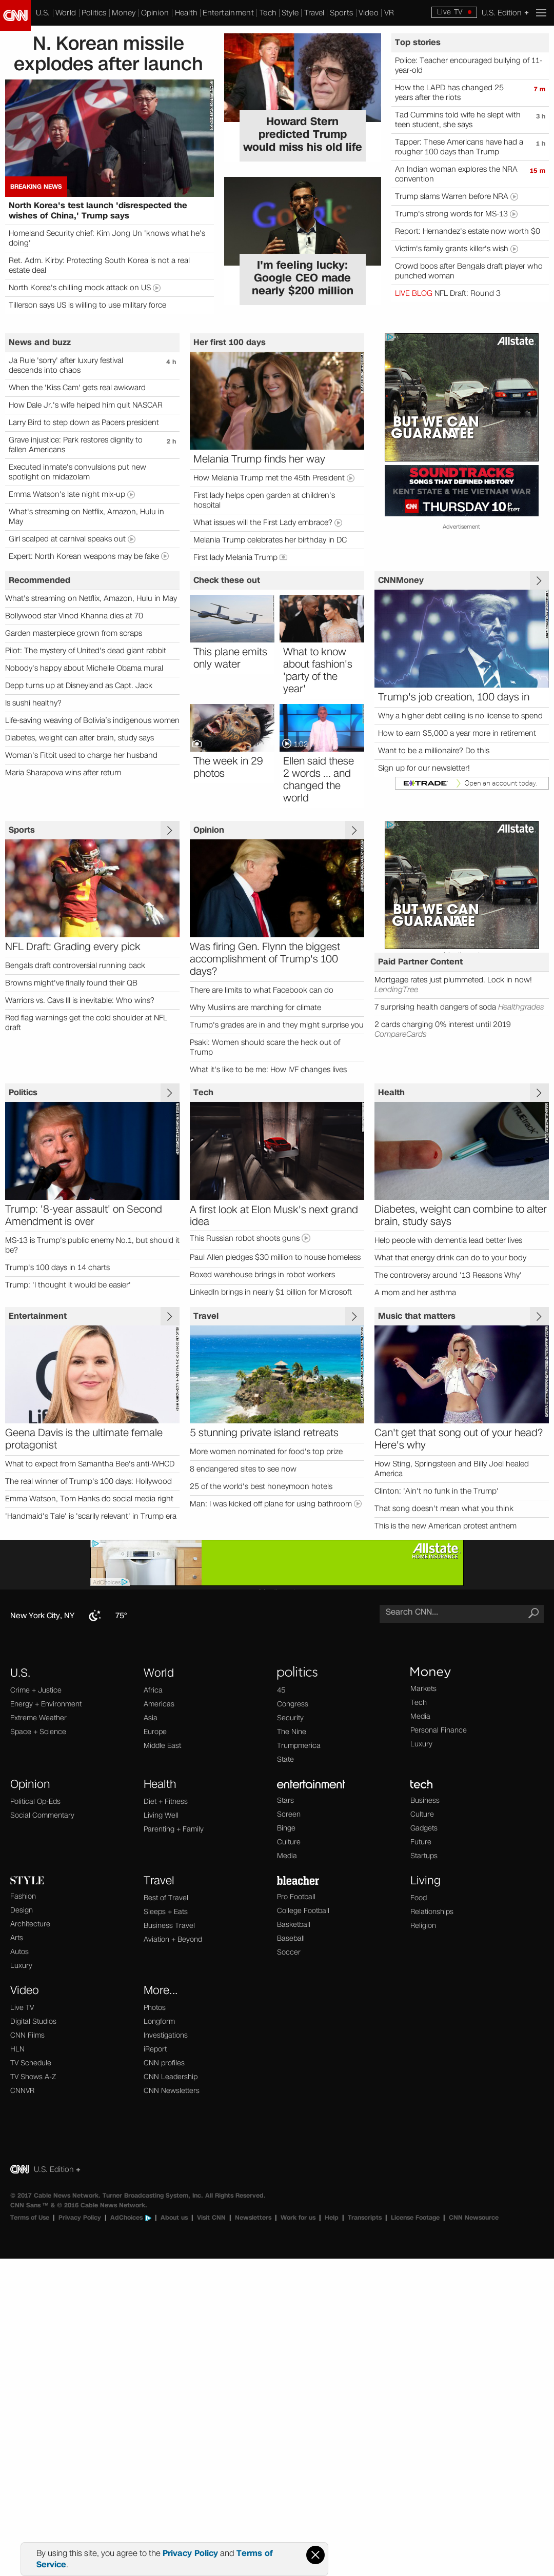 CNN U.S. World Politics Money Opinion Health Entertainment Tech Style Travel Sports Video VR Live TV U.S. Edition +
N. Korean missile
explodes after launch
BREAKING NEWS
North Korea's test launch 'disrespected the
wishes of China,' Trump says
Homeland Security chief: Kim Jong Un 'knows what he's
doing'
Ret. Adm. Kirby: Protecting South Korea is not a real
estate deal
North Korea's chilling mock attack on US
Tillerson says US is willing to use military force
Howard Stern
predicted Trump
would miss his old life
I'm feeling lucky:
Google CEO made
nearly $200 million
Top stories
Police: Teacher encouraged bullying of 11-
year-old
How the LAPD has changed 25 7 m
years after the riots
Tad Cummins told wife he slept with 3 h
teen student, she says
Tapper: These Americans have had a 1 h
rougher 100 days than Trump
An Indian woman explores the NRA 15 m
convention
Trump slams Warren before NRA
Trump's strong words for MS-13
Report: Hernandez's estate now worth $0
Victim's family grants killer's wish
Crowd boos after Bengals draft player who
punched woman
LIVE BLOG NFL Draft: Round 3
News and buzz
Ja Rule 'sorry' after luxury festival 4 h
descends into chaos
When the 'Kiss Cam' gets real awkward
How Dale Jr.'s wife helped him quit NASCAR
Larry Bird to step down as Pacers president
Grave injustice: Park restores dignity to 2 h
fallen Americans
Executed inmate's convulsions put new
spotlight on midazolam
Emma Watson's late night mix-up
What's streaming on Netflix, Amazon, Hulu in
May
Girl scalped at carnival speaks out
Expert: North Korean weapons may be fake
Her first 100 days
Melania Trump finds her way
How Melania Trump met the 45th President
First lady helps open garden at children's
hospital
What issues will the First Lady embrace?
Melania Trump celebrates her birthday in DC
First lady Melania Trump
Allstate.
BUT WE CAN
GUARANTEE
SOUNDTRACKS
SONGS THAT DEFINED HISTORY
KENT STATE & THE VIETNAM WAR
CNN THURSDAY 10P ET/PT
Advertisement
Recommended
What's streaming on Netflix, Amazon, Hulu in May
Bollywood star Vinod Khanna dies at 70
Garden masterpiece grown from scraps
Pilot: The mystery of United's dead giant rabbit
Nobody's happy about Michelle Obama mural
Depp turns up at Disneyland as Capt. Jack
Is sushi healthy?
Life-saving weaving of Bolivia's indigenous women
Diabetes, weight can alter brain, study says
Woman's Fitbit used to charge her husband
Maria Sharapova wins after return
Check these out
This plane emits
only water
What to know
about fashion's
'party of the
year'
The week in 29
photos
1:02
Ellen said these
2 words ... and
changed the
world
CNNMoney
Trump's job creation, 100 days in
Why a higher debt ceiling is no license to spend
How to earn $5,000 a year more in retirement
Want to be a millionaire? Do this
Sign up for our newsletter!
E*TRADE Open an account today.
Sports
NFL Draft: Grading every pick
Bengals draft controversial running back
Browns might've finally found their QB
Warriors vs. Cavs III is inevitable: Who wins?
Red flag warnings get the cold shoulder at NFL
draft
Opinion
Was firing Gen. Flynn the biggest
accomplishment of Trump's 100
days?
There are limits to what Facebook can do
Why Muslims are marching for climate
Trump's grades are in and they might surprise you
Psaki: Women should scare the heck out of
Trump
What it's like to be me: How IVF changes lives
Allstate.
BUT WE CAN
GUARANTEE
Paid Partner Content
Mortgage rates just plummeted. Lock in now!
LendingTree
7 surprising health dangers of soda Healthgrades
2 cards charging 0% interest until 2019
CompareCards
Politics
Trump: '8-year assault' on Second
Amendment is over
MS-13 is Trump's public enemy No.1, but should it
be?
Trump's 100 days in 14 charts
Trump: 'I thought it would be easier'
Tech
A first look at Elon Musk's next grand
idea
This Russian robot shoots guns
Paul Allen pledges $30 million to house homeless
Boxed warehouse brings in robot workers
LinkedIn brings in nearly $1 billion for Microsoft
Health
Diabetes, weight can combine to alter
brain, study says
Help people with dementia lead better lives
What that energy drink can do to your body
The controversy around '13 Reasons Why'
A mom and her asthma
Entertainment
Geena Davis is the ultimate female
protagonist
What to expect from Samantha Bee's anti-WHCD
The real winner of Trump's 100 days: Hollywood
Emma Watson, Tom Hanks do social media right
'Handmaid's Tale' is 'scarily relevant' in Trump era
Travel
5 stunning private island retreats
More women nominated for food's top prize
8 endangered sites to see now
25 of the world's best honeymoon hotels
Man: I was kicked off plane for using bathroom
Music that matters
Can't get that song out of your head?
Here's why
How Sting, Springsteen and Billy Joel healed
America
Clinton: 'Ain't no funk in the Trump'
That song doesn't mean what you think
This is the new American protest anthem
Allstate
HOME INSURANCE
New York City, NY 75°
Search CNN...
U.S.
Crime + Justice
Energy + Environment
Extreme Weather
Space + Science
World
Africa
Americas
Asia
Europe
Middle East
politics
45
Congress
Security
The Nine
Trumpmerica
State
Money
Markets
Tech
Media
Personal Finance
Luxury
Opinion
Political Op-Eds
Social Commentary
Health
Diet + Fitness
Living Well
Parenting + Family
entertainment
Stars
Screen
Binge
Culture
Media
tech
Business
Culture
Gadgets
Future
Startups
STYLE
Fashion
Design
Architecture
Arts
Autos
Luxury
Travel
Best of Travel
Sleeps + Eats
Business Travel
Aviation + Beyond
bleacher
Pro Football
College Football
Basketball
Baseball
Soccer
Living
Food
Relationships
Religion
Video
Live TV
Digital Studios
CNN Films
HLN
TV Schedule
TV Shows A-Z
CNNVR
More...
Photos
Longform
Investigations
iReport
CNN profiles
CNN Leadership
CNN Newsletters
CNN U.S. Edition +
© 2017 Cable News Network. Turner Broadcasting System, Inc. All Rights Reserved.
CNN Sans ™ & © 2016 Cable News Network.
Terms of Use | Privacy Policy | AdChoices | About us | Visit CNN | Newsletters | Work for us | Help | Transcripts | License Footage | CNN Newsource
By using this site, you agree to the Privacy Policy and Terms of
Service.